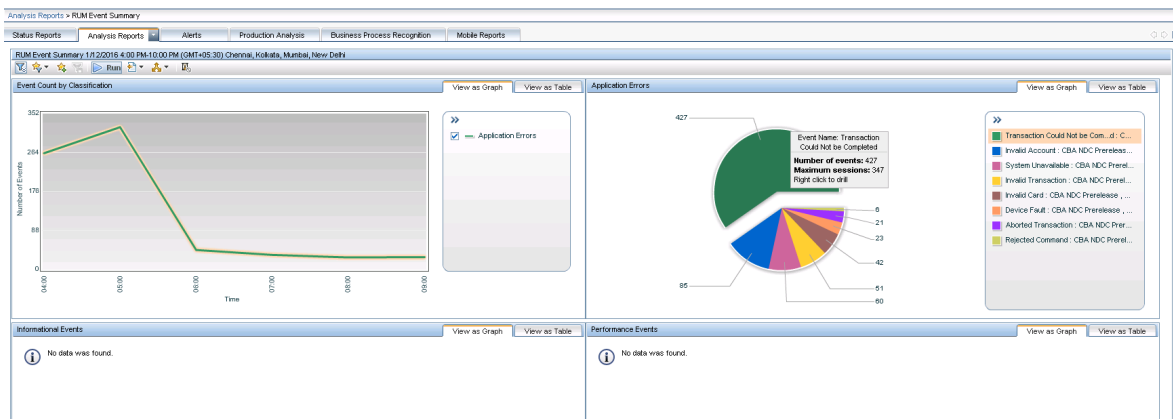 Analysis Reports > RUM Event Summary
Status Reports
Analysis Reports
Alerts
Production Analysis
Business Process Recognition
Mobile Reports
RUM Event Summary 1/12/2016 4:00 PM-10:00 PM (GMT+05:30) Chennai, Kolkata, Mumbai, New Delhi
Run
Event Count by Classification
View as Graph
View as Table
352
264
176
88
0
Number of Events
04:00
05:00
06:00
07:00
08:00
09:00
Time
»
Application Errors
Application Errors
View as Graph
View as Table
427
Event Name: Transaction
Could Not be Completed
Number of events: 427
Maximum sessions: 347
Right click to drill
6
21
23
42
51
60
85
»
Transaction Could Not be Com...d : C...
Invalid Account : CBA NDC Prereleas...
System Unavailable : CBA NDC Prerel...
Invalid Transaction : CBA NDC Prerel...
Invalid Card : CBA NDC Prerelease , ...
Device Fault : CBA NDC Prerelease , ...
Aborted Transaction : CBA NDC Prer...
Rejected Command : CBA NDC Prerel...
Informational Events
View as Graph
View as Table
No data was found.
Performance Events
View as Graph
View as Table
No data was found.